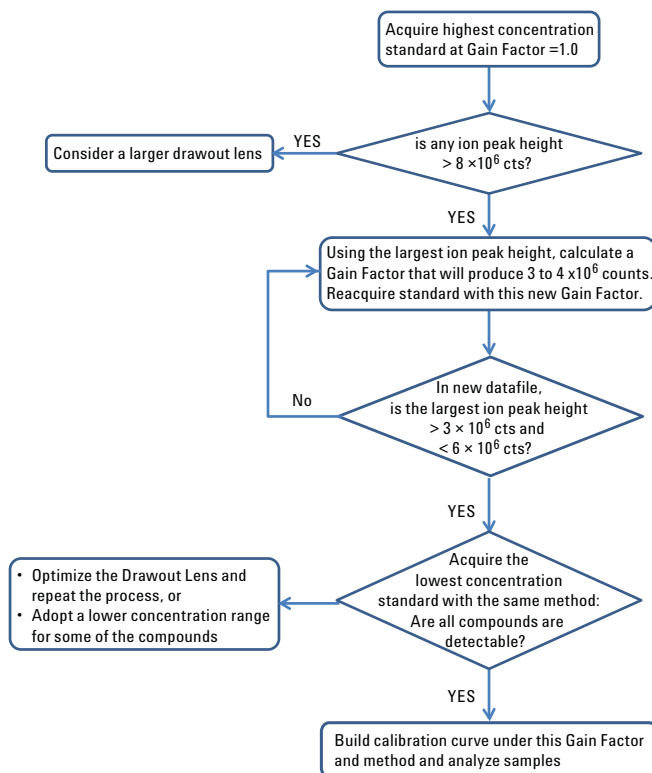 Acquire highest concentration
standard at Gain Factor =1.0
YES
Consider a larger drawout lens
is any ion peak height
> 8 ×10⁶ cts?
YES
Using the largest ion peak height, calculate a
Gain Factor that will produce 3 to 4 x10⁶ counts.
Reacquire standard with this new Gain Factor.
No
In new datafile,
is the largest ion peak height
> 3 × 10⁶ cts and
< 6 × 10⁶ cts?
YES
• Optimize the Drawout Lens and
repeat the process, or
• Adopt a lower concentration range
for some of the compounds
Acquire the
lowest concentration
standard with the same method:
Are all compounds are
detectable?
YES
Build calibration curve under this Gain Factor
and method and analyze samples